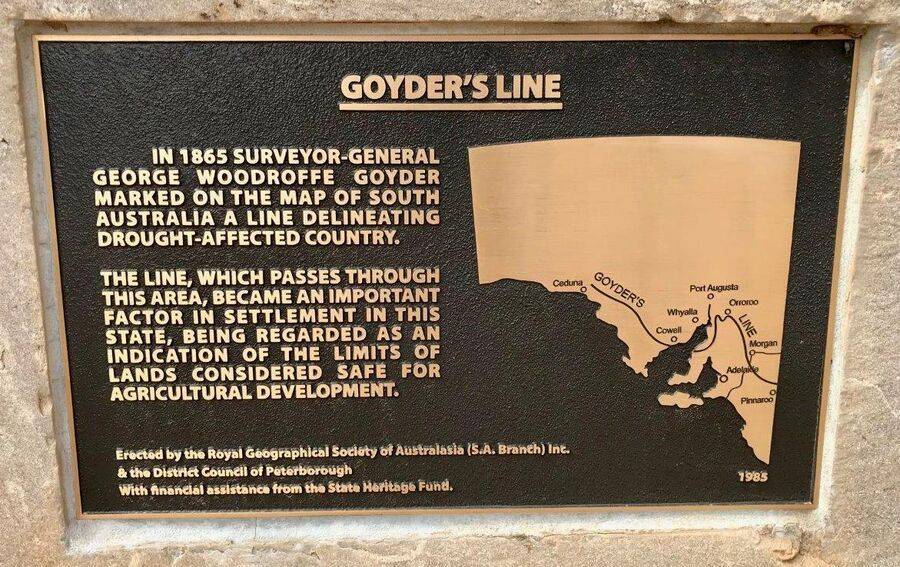 GOYDER'S LINE
IN 1865 SURVEYOR-GENERAL
GEORGE WOODROFFE GOYDER
MARKED ON THE MAP OF SOUTH
AUSTRALIA A LINE DELINEATING
DROUGHT-AFFECTED COUNTRY.
THE LINE, WHICH PASSES THROUGH
THIS AREA, BECAME AN IMPORTANT
FACTOR IN SETTLEMENT IN THIS
STATE, BEING REGARDED AS AN
INDICATION OF THE LIMITS OF
LANDS CONSIDERED SAFE FOR
AGRICULTURAL DEVELOPMENT.
Erected by the Royal Geographical Society of Australasia (S.A. Branch) Inc.
& the District Council of Peterborough
With financial assistance from the State Heritage Fund.
Ceduna
GOYDER'S
Port Augusta
Whyalla
Orroroo
LINE
Cowell
Morgan
Adelaide
Pinnaroo
1985